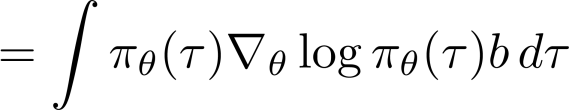 = ∫ π_θ(τ)∇_θ log π_θ(τ)b dτ